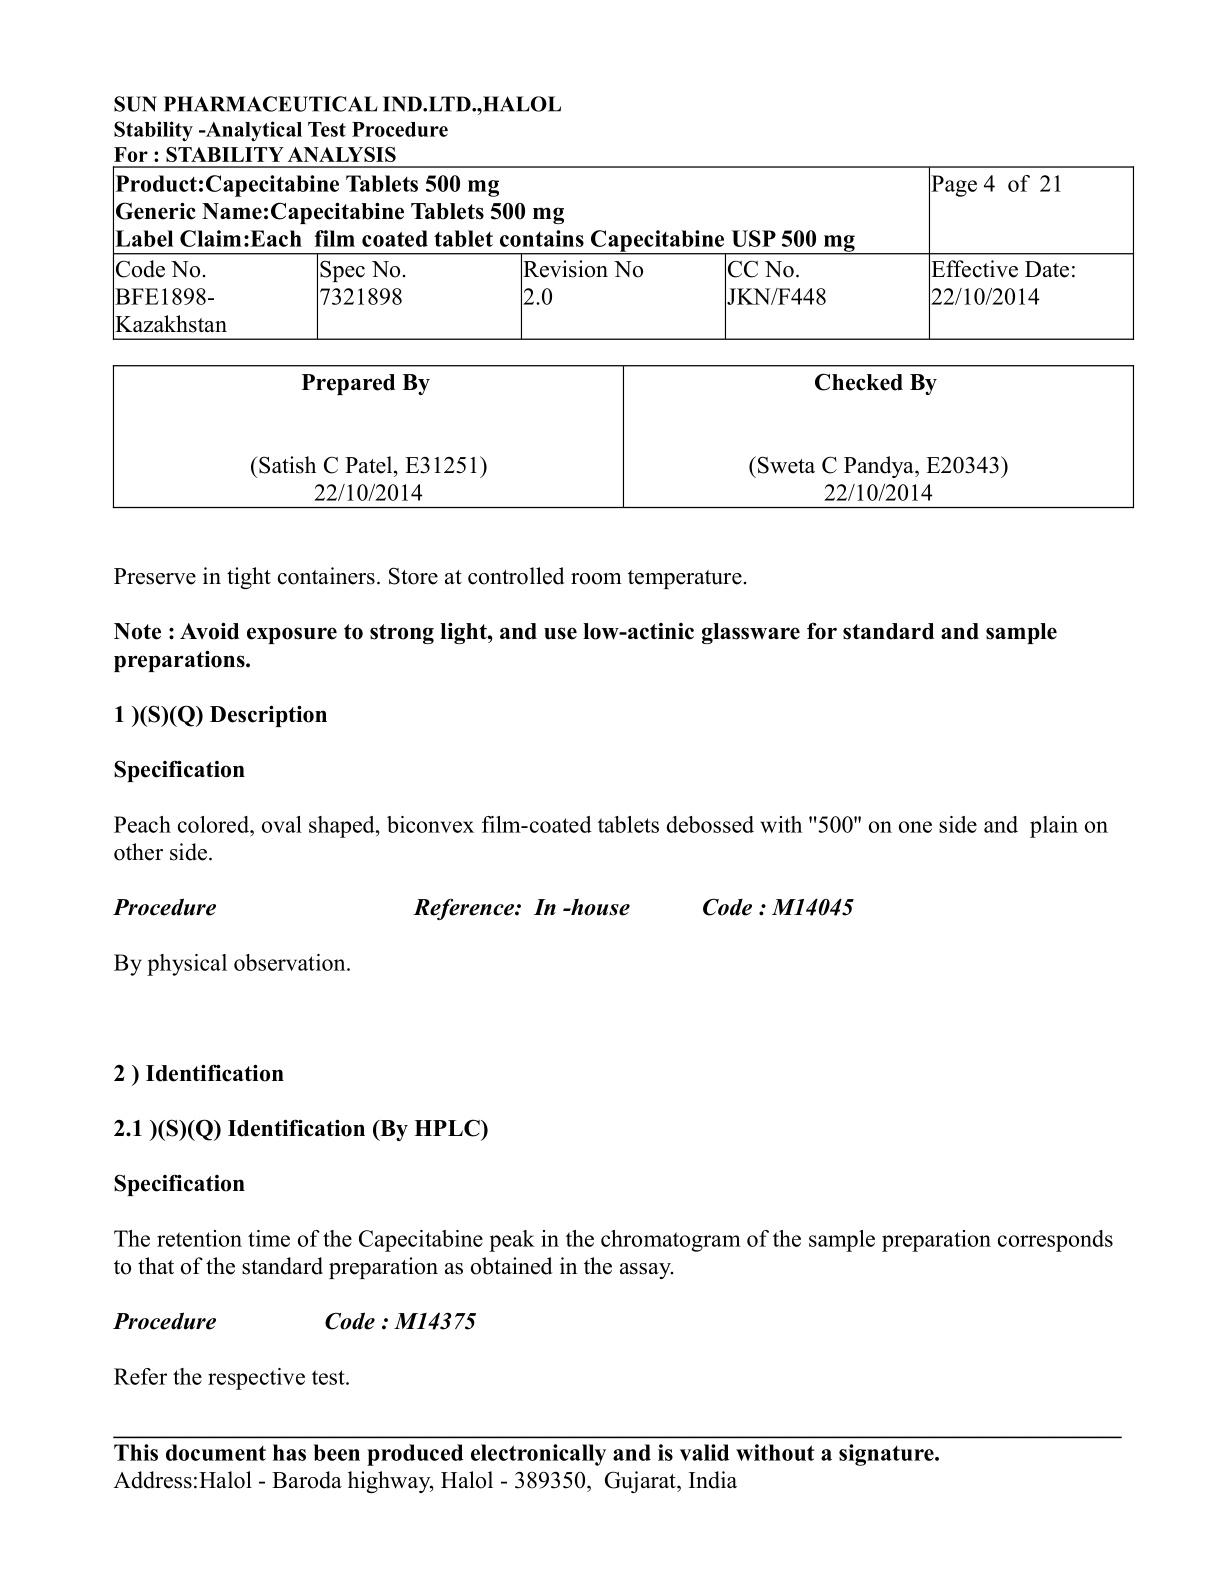 SUN PHARMACEUTICAL IND.LTD.,HALOL
Stability -Analytical Test Procedure
For : STABILITY ANALYSIS
Product:Capecitabine Tablets 500 mg
Generic Name:Capecitabine Tablets 500 mg
Label Claim:Each film coated tablet contains Capecitabine USP 500 mg
Page 4 of 21
Code No.
BFE1898-
Kazakhstan
Spec No.
7321898
Revision No
2.0
CC No.
JKN/F448
Effective Date:
22/10/2014
Prepared By
(Satish C Patel, E31251)
22/10/2014
Checked By
(Sweta C Pandya, E20343)
22/10/2014
Preserve in tight containers. Store at controlled room temperature.
Note : Avoid exposure to strong light, and use low-actinic glassware for standard and sample
preparations.
1 )(S)(Q) Description
Specification
Peach colored, oval shaped, biconvex film-coated tablets debossed with "500" on one side and plain on
other side.
Procedure Reference: In -house Code : M14045
By physical observation.
2 ) Identification
2.1 )(S)(Q) Identification (By HPLC)
Specification
The retention time of the Capecitabine peak in the chromatogram of the sample preparation corresponds
to that of the standard preparation as obtained in the assay.
Procedure Code : M14375
Refer the respective test.
This document has been produced electronically and is valid without a signature.
Address:Halol - Baroda highway, Halol - 389350, Gujarat, India